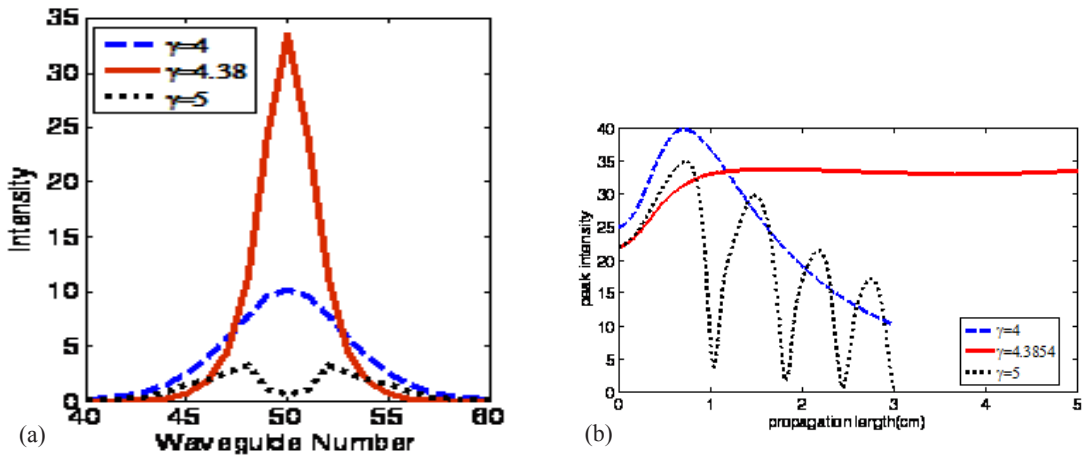 35
30
25
20
15
10
5
0
Intensity
γ=4
γ=4.38
γ=5
40 45 50 55 60
Waveguide Number
(a)
40
35
30
25
20
15
10
5
0
peak intensity
γ=4
γ=4.3854
γ=5
0 1 2 3 4 5
propagation length(cm)
(b)